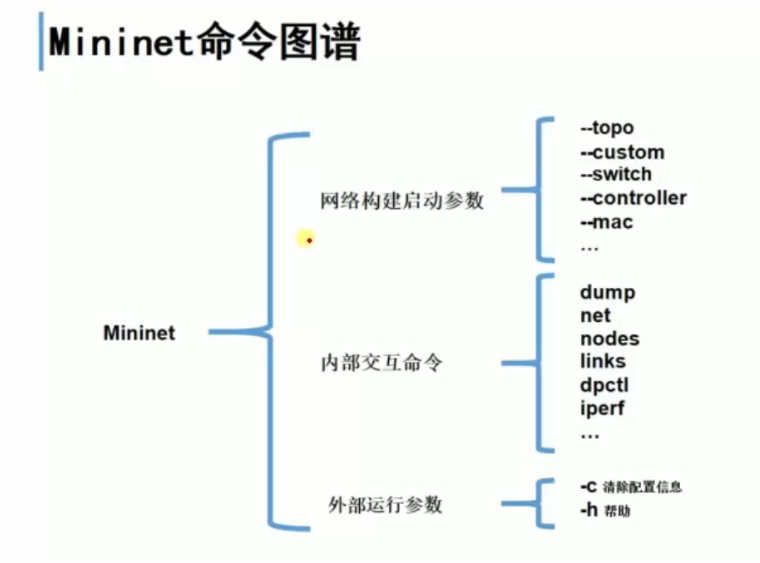 Mininet命令图谱
--topo
--custom
--switch
--controller
--mac
...
网络构建启动参数
Mininet
dump
net
nodes
links
dpctl
iperf
...
内部交互命令
-c 清除配置信息
-h 帮助
外部运行参数